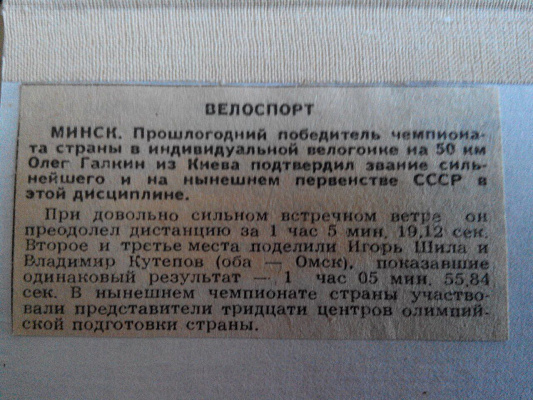 ВЕЛОСПОРТ
МИНСК. Прошлогодний победитель чемпиона-
та страны в индивидуальной велогонке на 50 км
Олег Галкин из Киева подтвердил звание силь-
нейшего и на нынешнем первенстве СССР в
этой дисциплине.
При довольно сильном встречном ветре он
преодолел дистанцию за 1 час 5 мин. 19,12 сек.
Второе и третье места поделили Игорь Шила и
Владимир Кутепов (оба — Омск), показавшие
одинаковый результат — 1 час 05 мин. 55,84
сек. В нынешнем чемпионате страны участво-
вали представители тридцати центров олимпий-
ской подготовки страны.